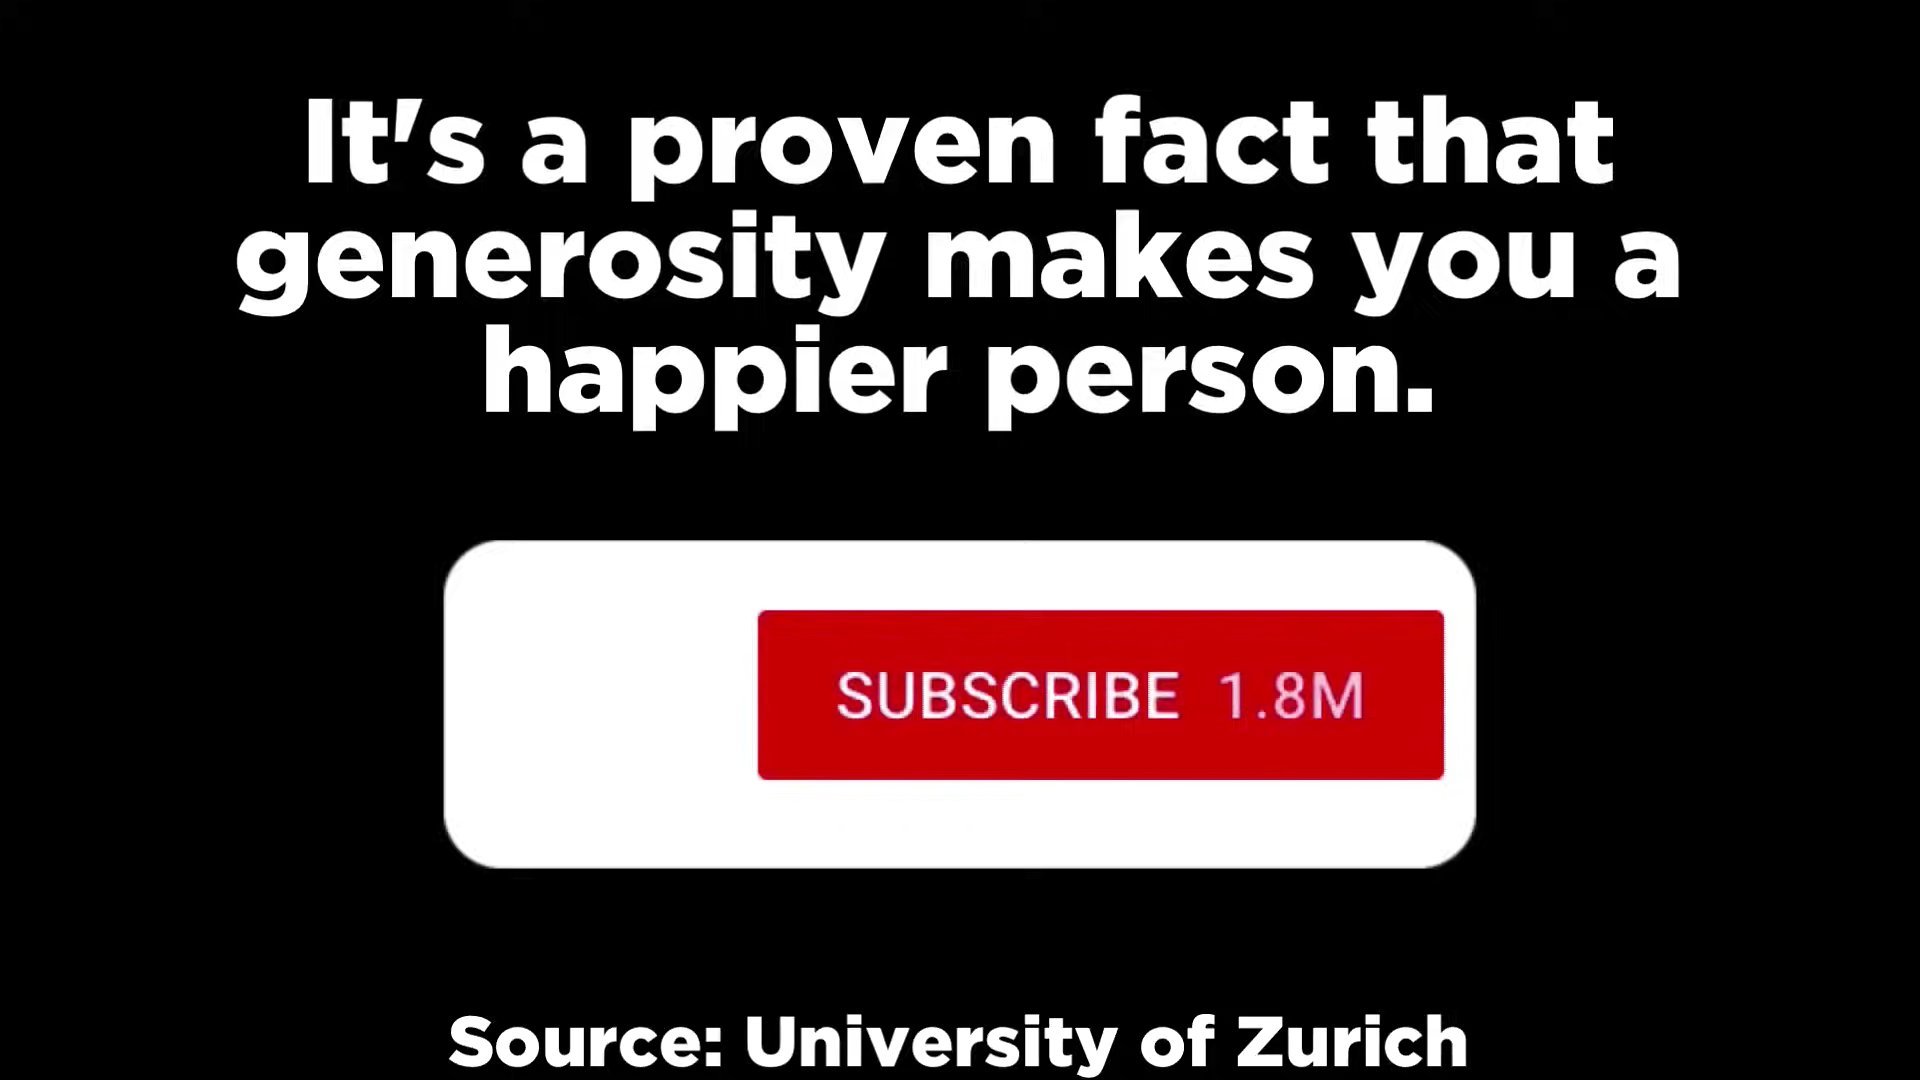 It's a proven fact that
generosity makes you a
happier person.
SUBSCRIBE 1.8M
Source: University of Zurich